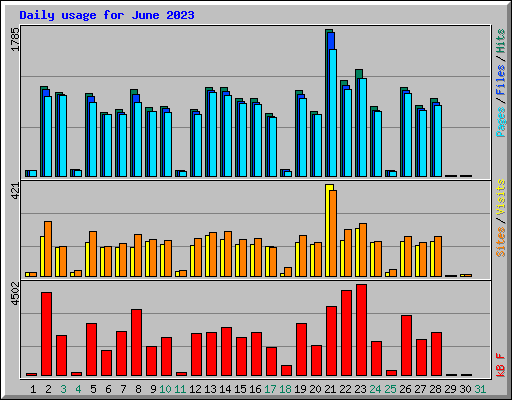 Daily usage for June 2023
1785
Pages / Files / Hits
421
Sites / Visits
4502
kB F
1 2 3 4 5 6 7 8 9 10 11 12 13 14 15 16 17 18 19 20 21 22 23 24 25 26 27 28 29 30 31